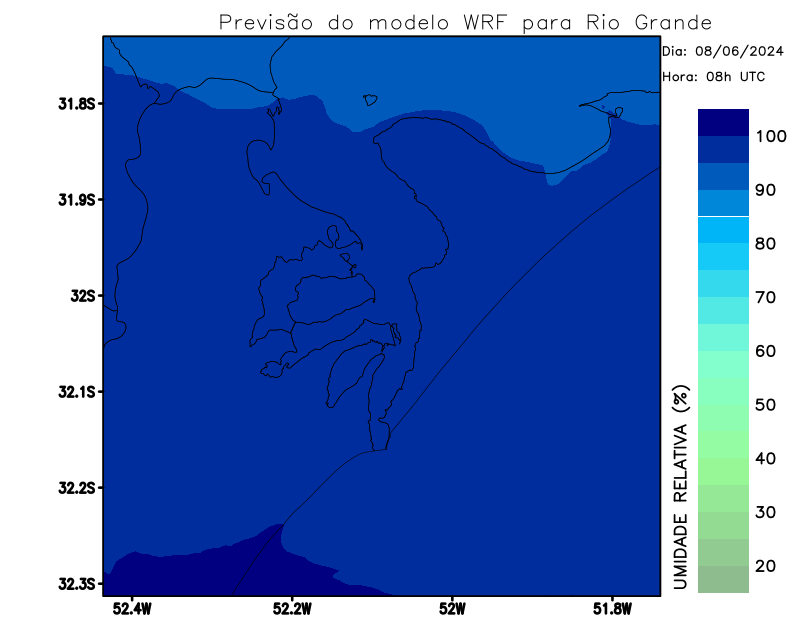 Previsão do modelo WRF para Rio Grande
Dia: 08/06/2024
Hora: 08h UTC
31.8S
31.9S
32S
32.1S
32.2S
32.3S
52.4W
52.2W
52W
51.8W
UMIDADE RELATIVA (%)
100
90
80
70
60
50
40
30
20